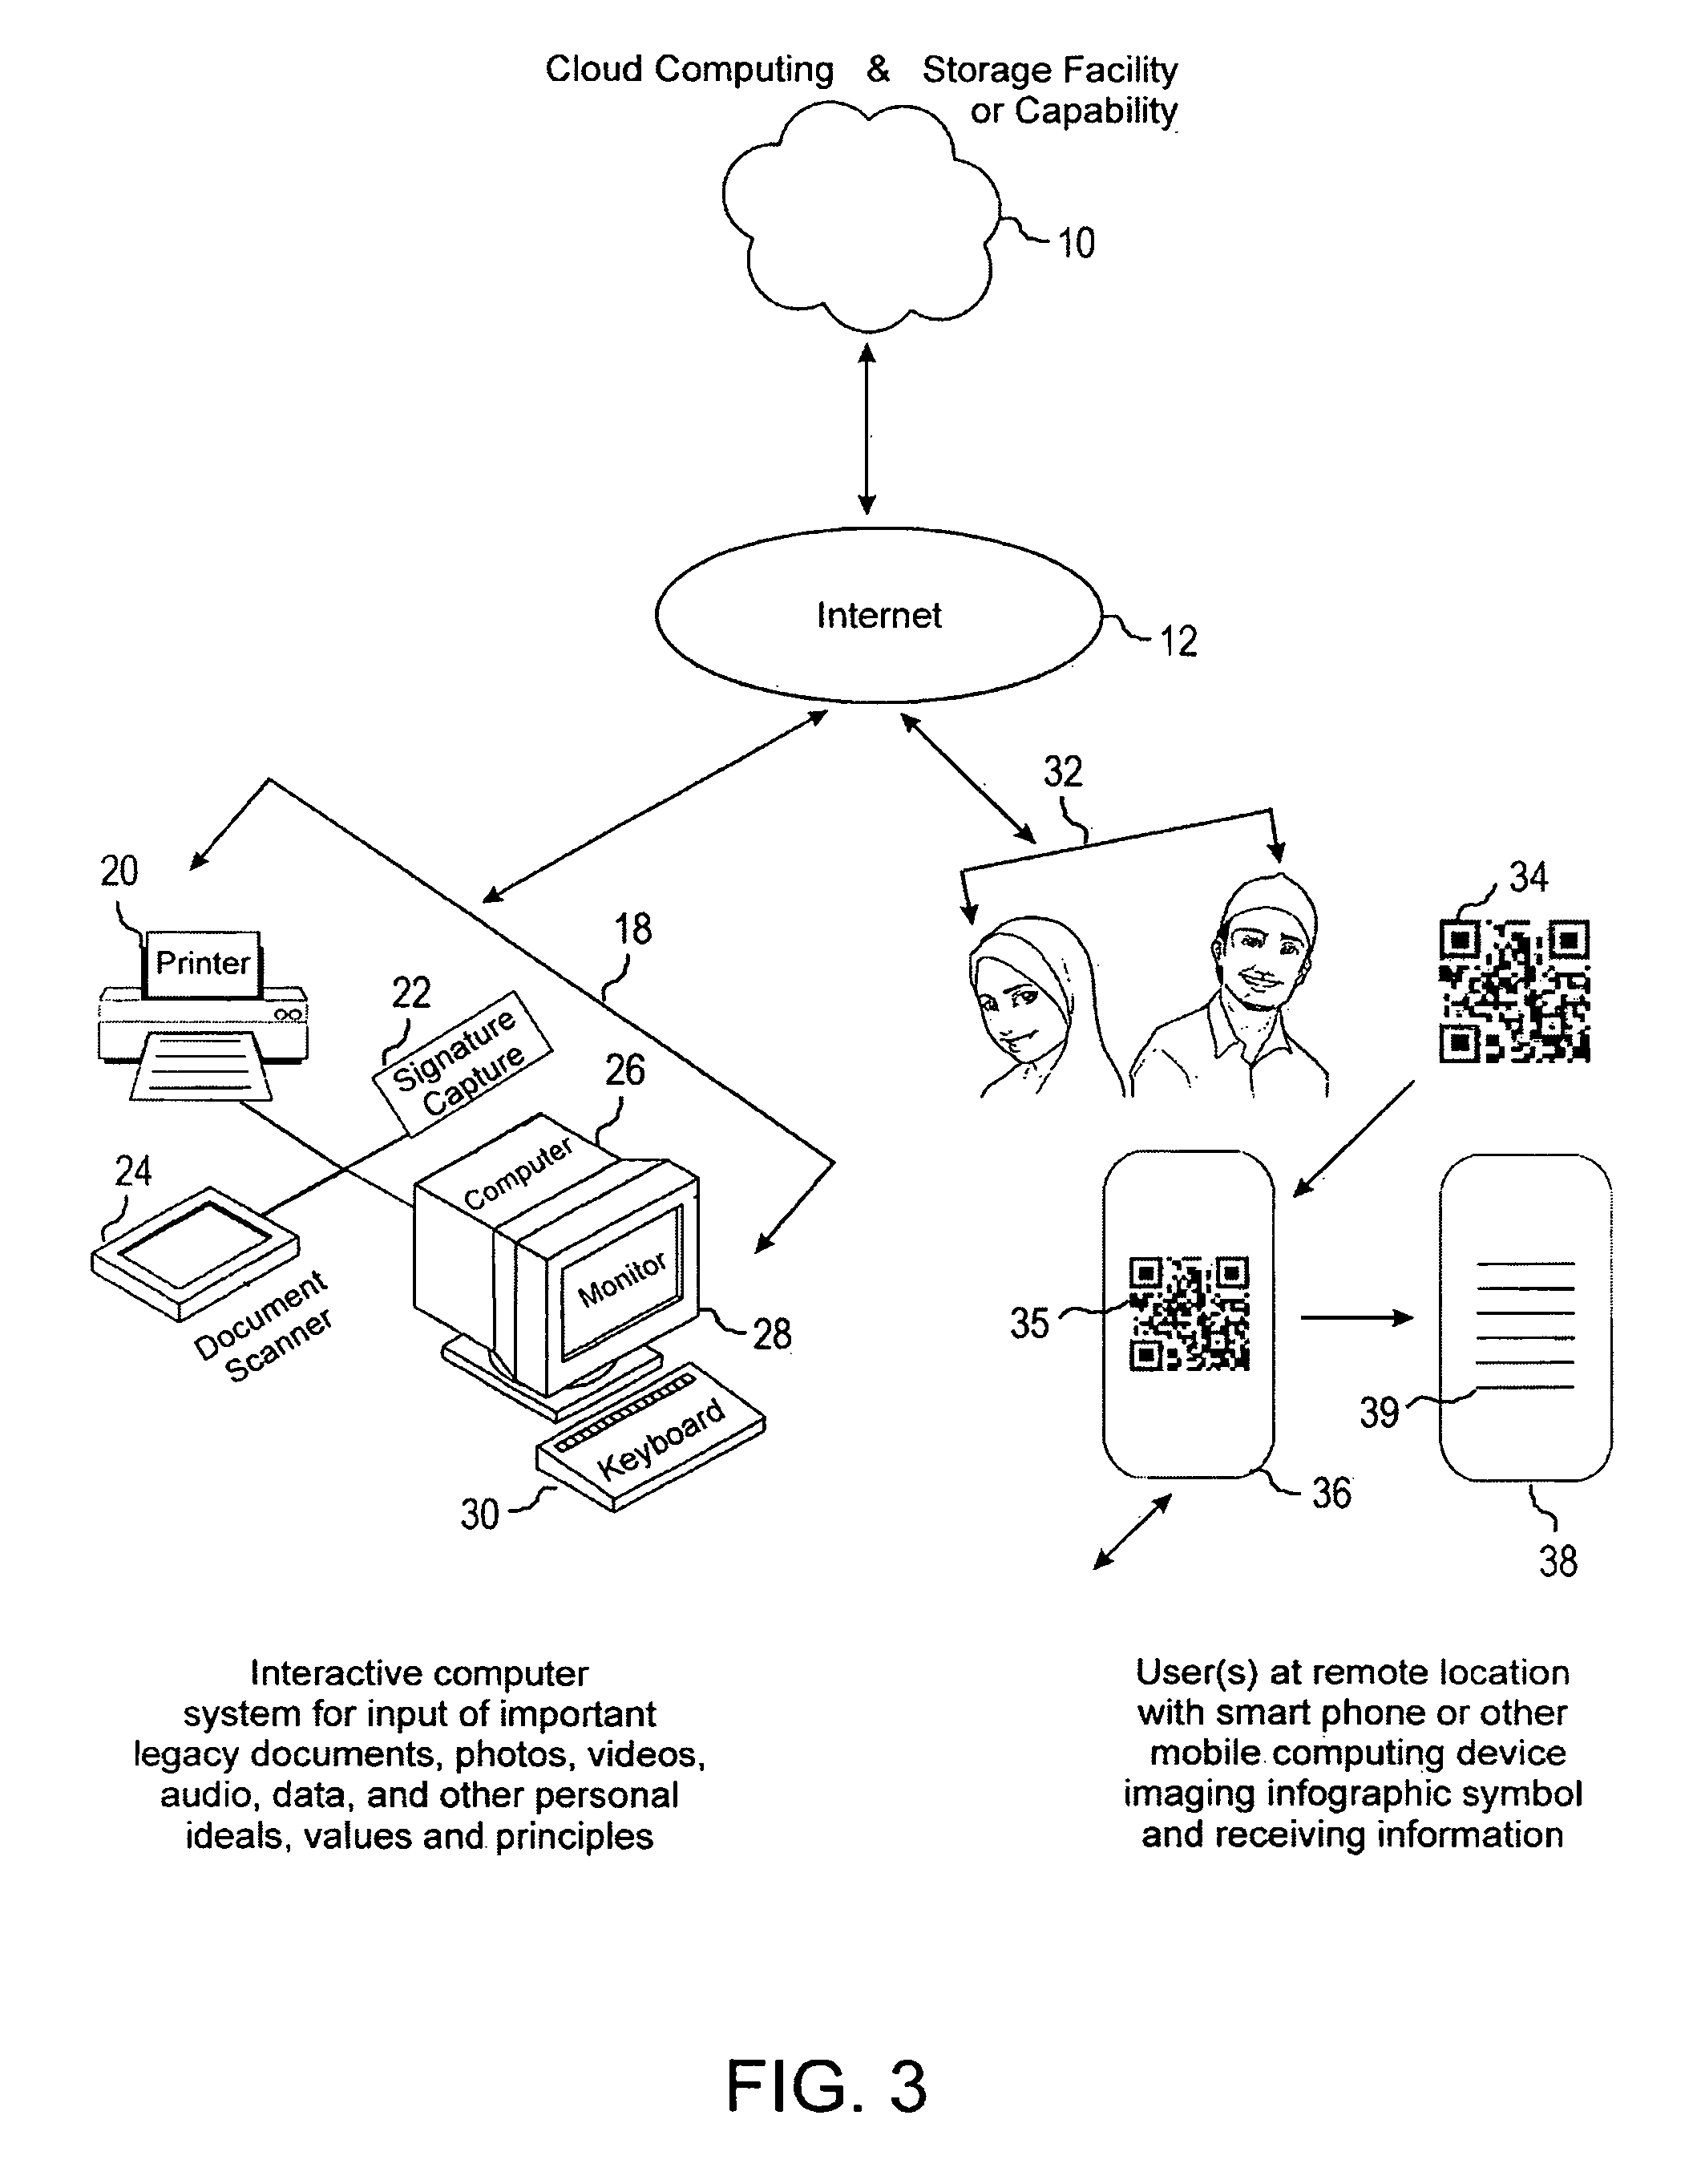 Cloud Computing & Storage Facility
or Capability
10
Internet
12
32
20
34
Printer
18
22
Signature
Capture
26
24
Computer
Monitor
28
35
Document
Scanner
39
Keyboard
30
36
38
Interactive computer
system for input of important
legacy documents, photos, videos,
audio, data, and other personal
ideals, values and principles
User(s) at remote location
with smart phone or other
mobile computing device
imaging infographic symbol
and receiving information
FIG. 3